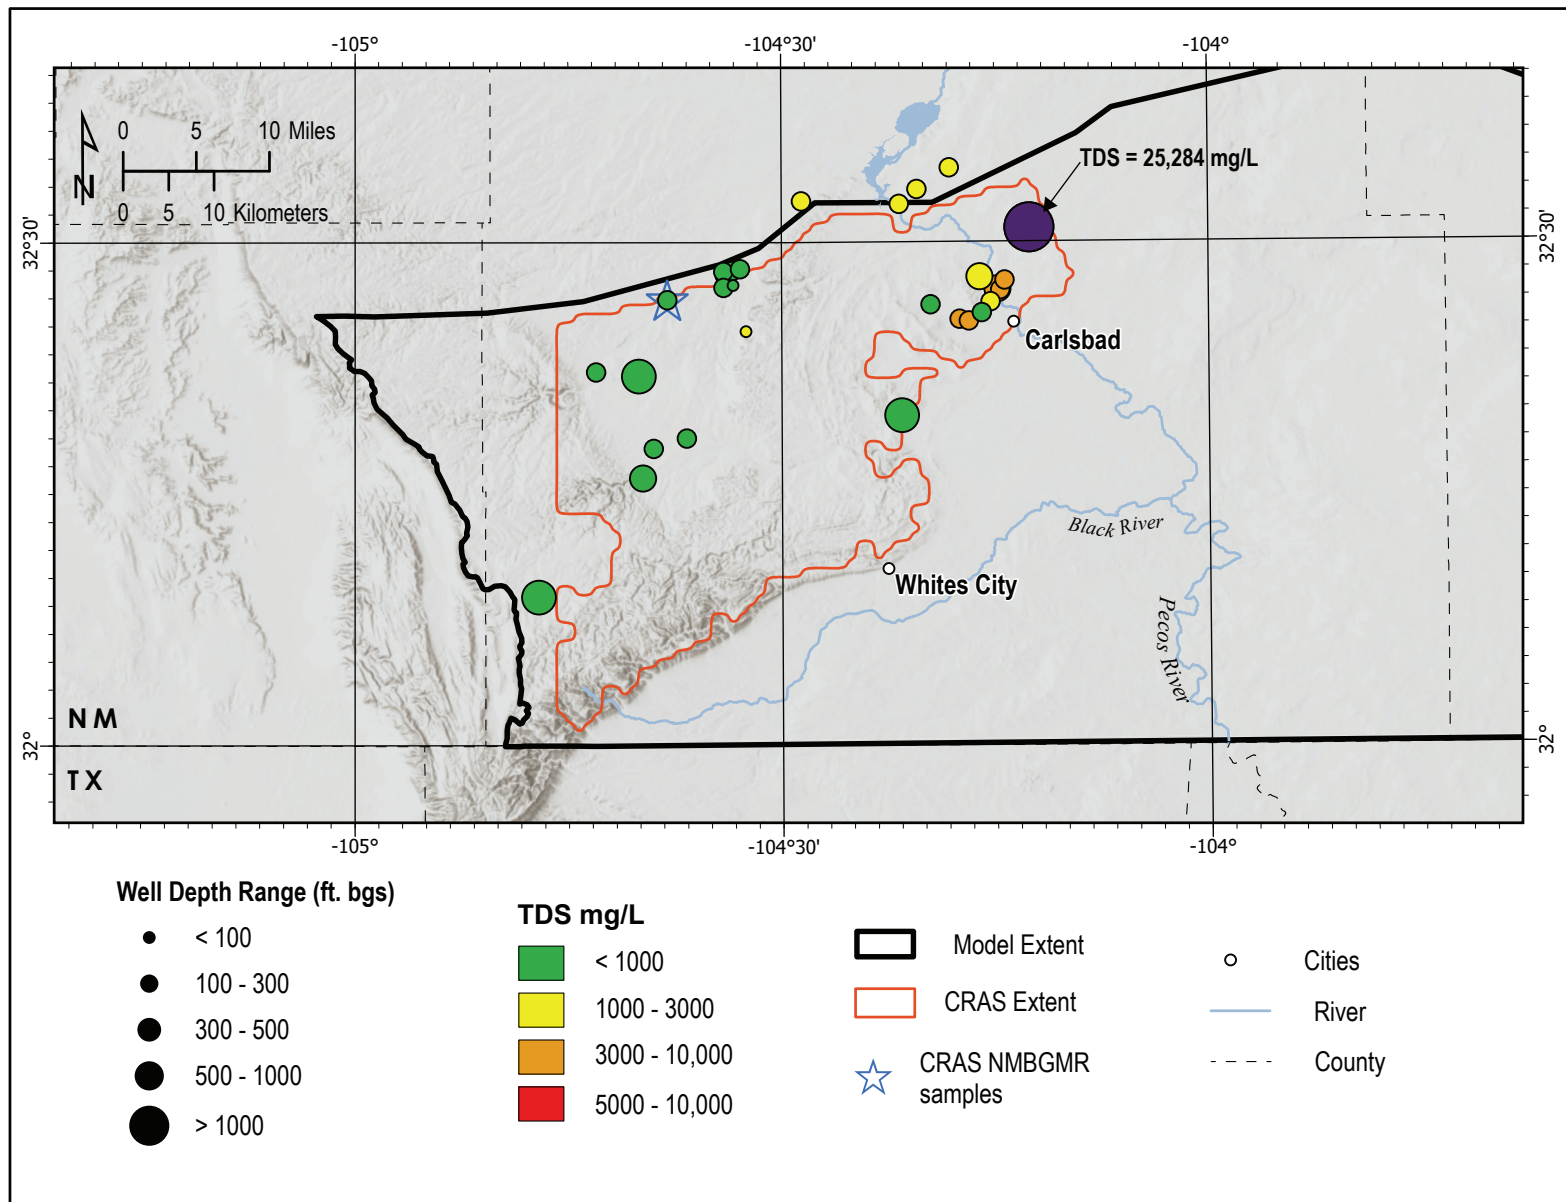 -105°
-104°30'
-104°
0 5 10 Miles
N
0 5 10 Kilometers
TDS = 25,284 mg/L
32°30'
32°30'
Carlsbad
Black River
Whites City
Pecos River
NM
32°
32°
TX
-105°
-104°30'
-104°
Well Depth Range (ft. bgs)
< 100
100 - 300
300 - 500
500 - 1000
> 1000
TDS mg/L
< 1000
1000 - 3000
3000 - 10,000
5000 - 10,000
Model Extent
CRAS Extent
CRAS NMBGMR
samples
Cities
River
County